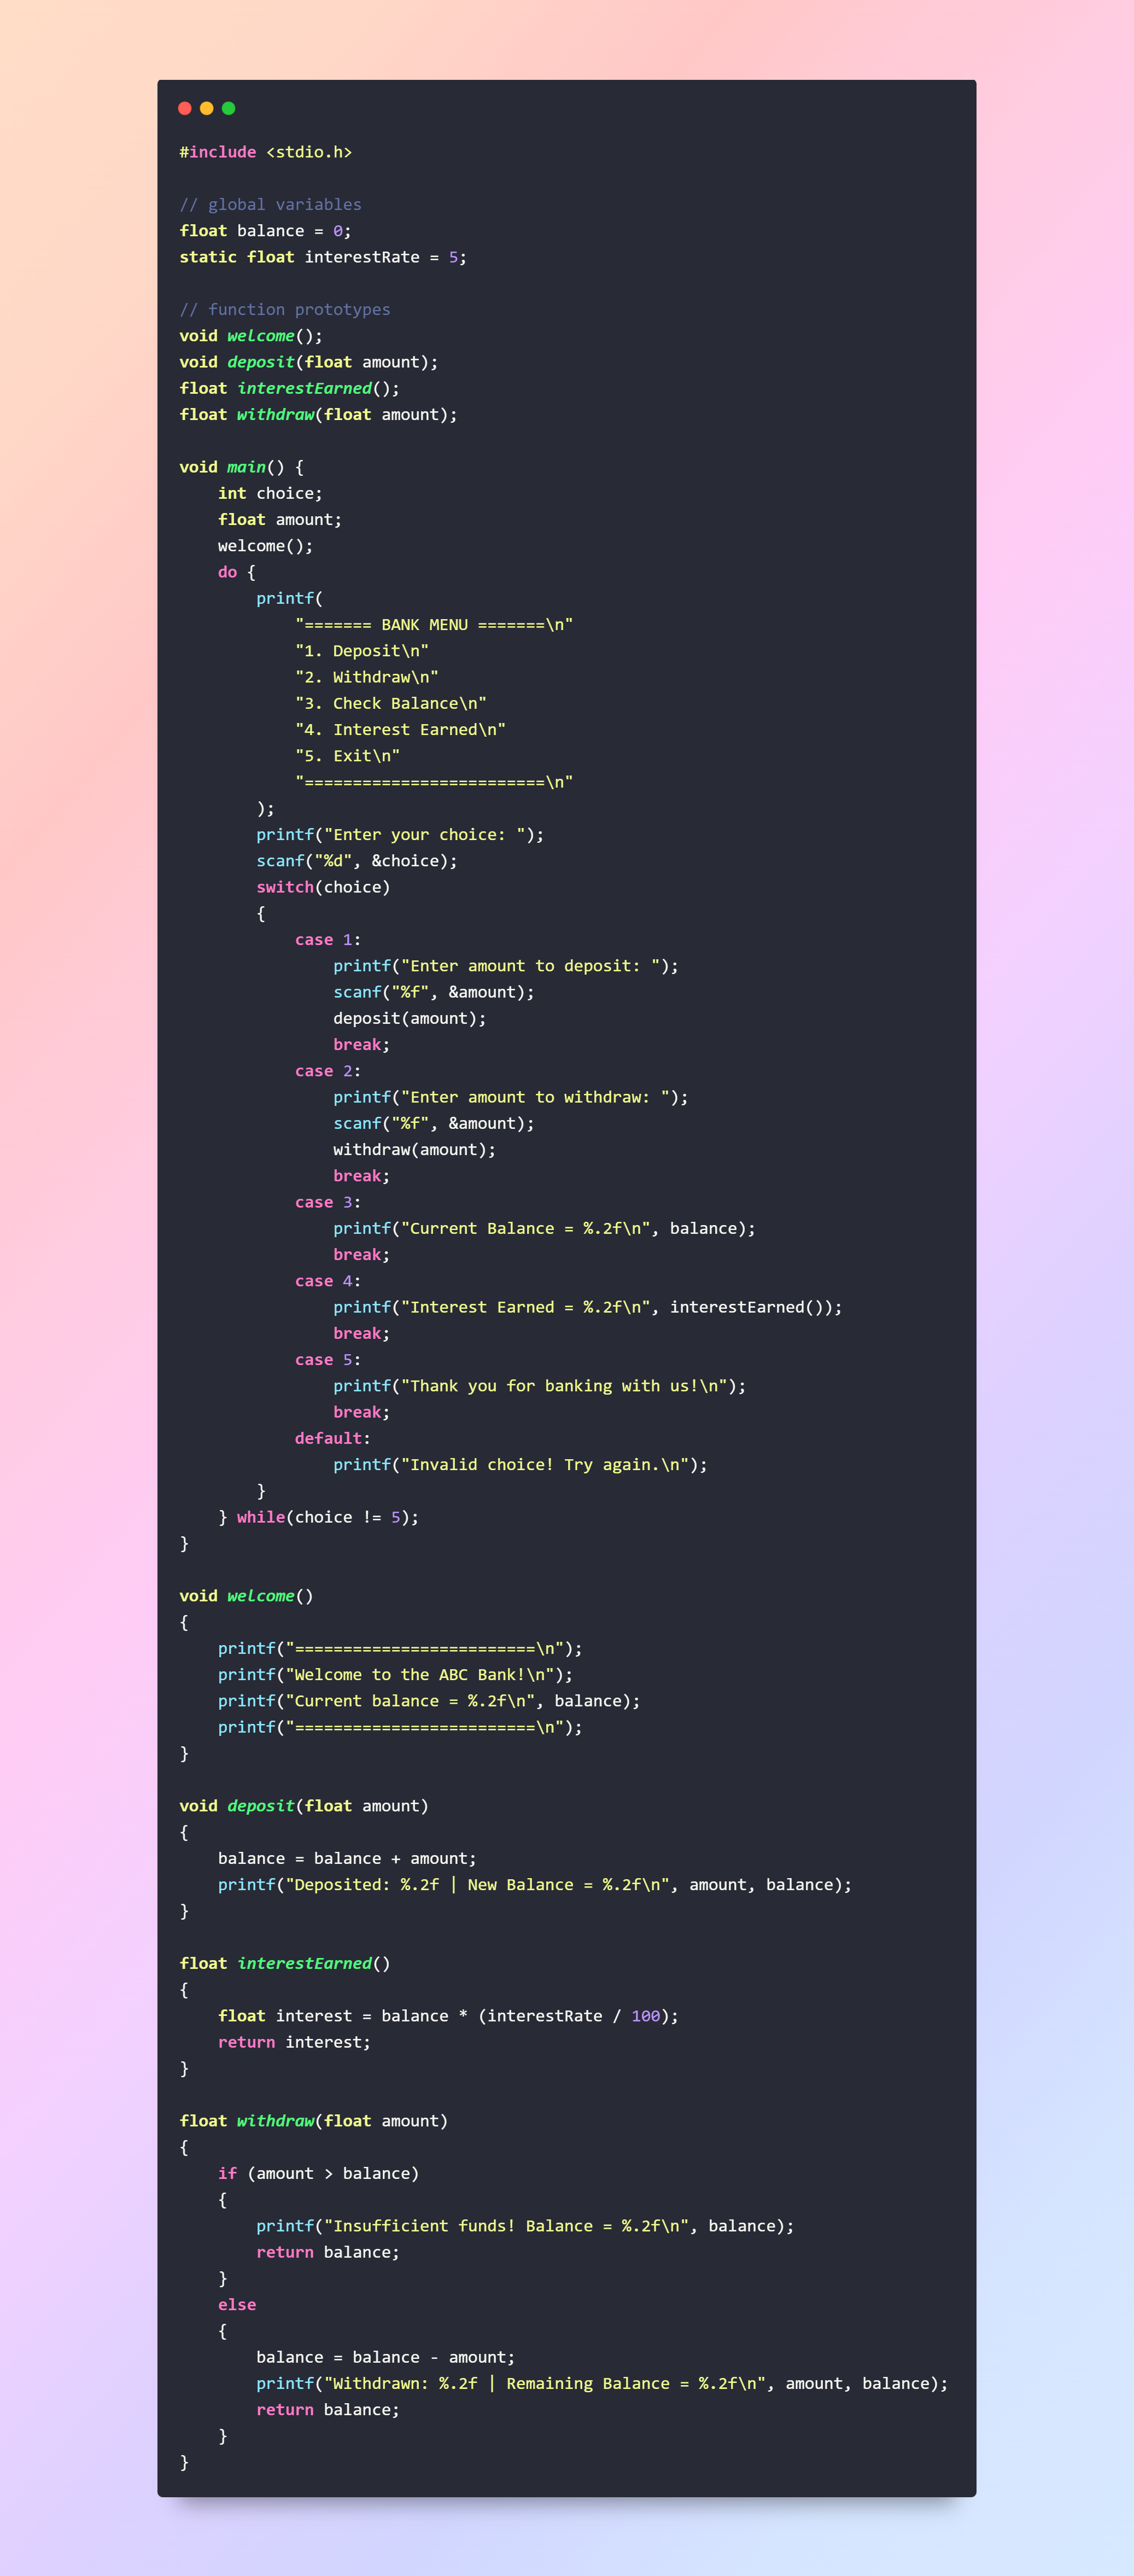 #include <stdio.h>

// global variables
float balance = 0;
static float interestRate = 5;

// function prototypes
void welcome();
void deposit(float amount);
float interestEarned();
float withdraw(float amount);

void main() {
    int choice;
    float amount;
    welcome();
    do {
        printf(
            "======= BANK MENU =======\n"
            "1. Deposit\n"
            "2. Withdraw\n"
            "3. Check Balance\n"
            "4. Interest Earned\n"
            "5. Exit\n"
            "=========================\n"
        );
        printf("Enter your choice: ");
        scanf("%d", &choice);
        switch(choice)
        {
            case 1:
                printf("Enter amount to deposit: ");
                scanf("%f", &amount);
                deposit(amount);
                break;
            case 2:
                printf("Enter amount to withdraw: ");
                scanf("%f", &amount);
                withdraw(amount);
                break;
            case 3:
                printf("Current Balance = %.2f\n", balance);
                break;
            case 4:
                printf("Interest Earned = %.2f\n", interestEarned());
                break;
            case 5:
                printf("Thank you for banking with us!\n");
                break;
            default:
                printf("Invalid choice! Try again.\n");
        }
    } while(choice != 5);
}

void welcome()
{
    printf("=========================\n");
    printf("Welcome to the ABC Bank!\n");
    printf("Current balance = %.2f\n", balance);
    printf("=========================\n");
}

void deposit(float amount)
{
    balance = balance + amount;
    printf("Deposited: %.2f | New Balance = %.2f\n", amount, balance);
}

float interestEarned()
{
    float interest = balance * (interestRate / 100);
    return interest;
}

float withdraw(float amount)
{
    if (amount > balance)
    {
        printf("Insufficient funds! Balance = %.2f\n", balance);
        return balance;
    }
    else
    {
        balance = balance - amount;
        printf("Withdrawn: %.2f | Remaining Balance = %.2f\n", amount, balance);
        return balance;
    }
}